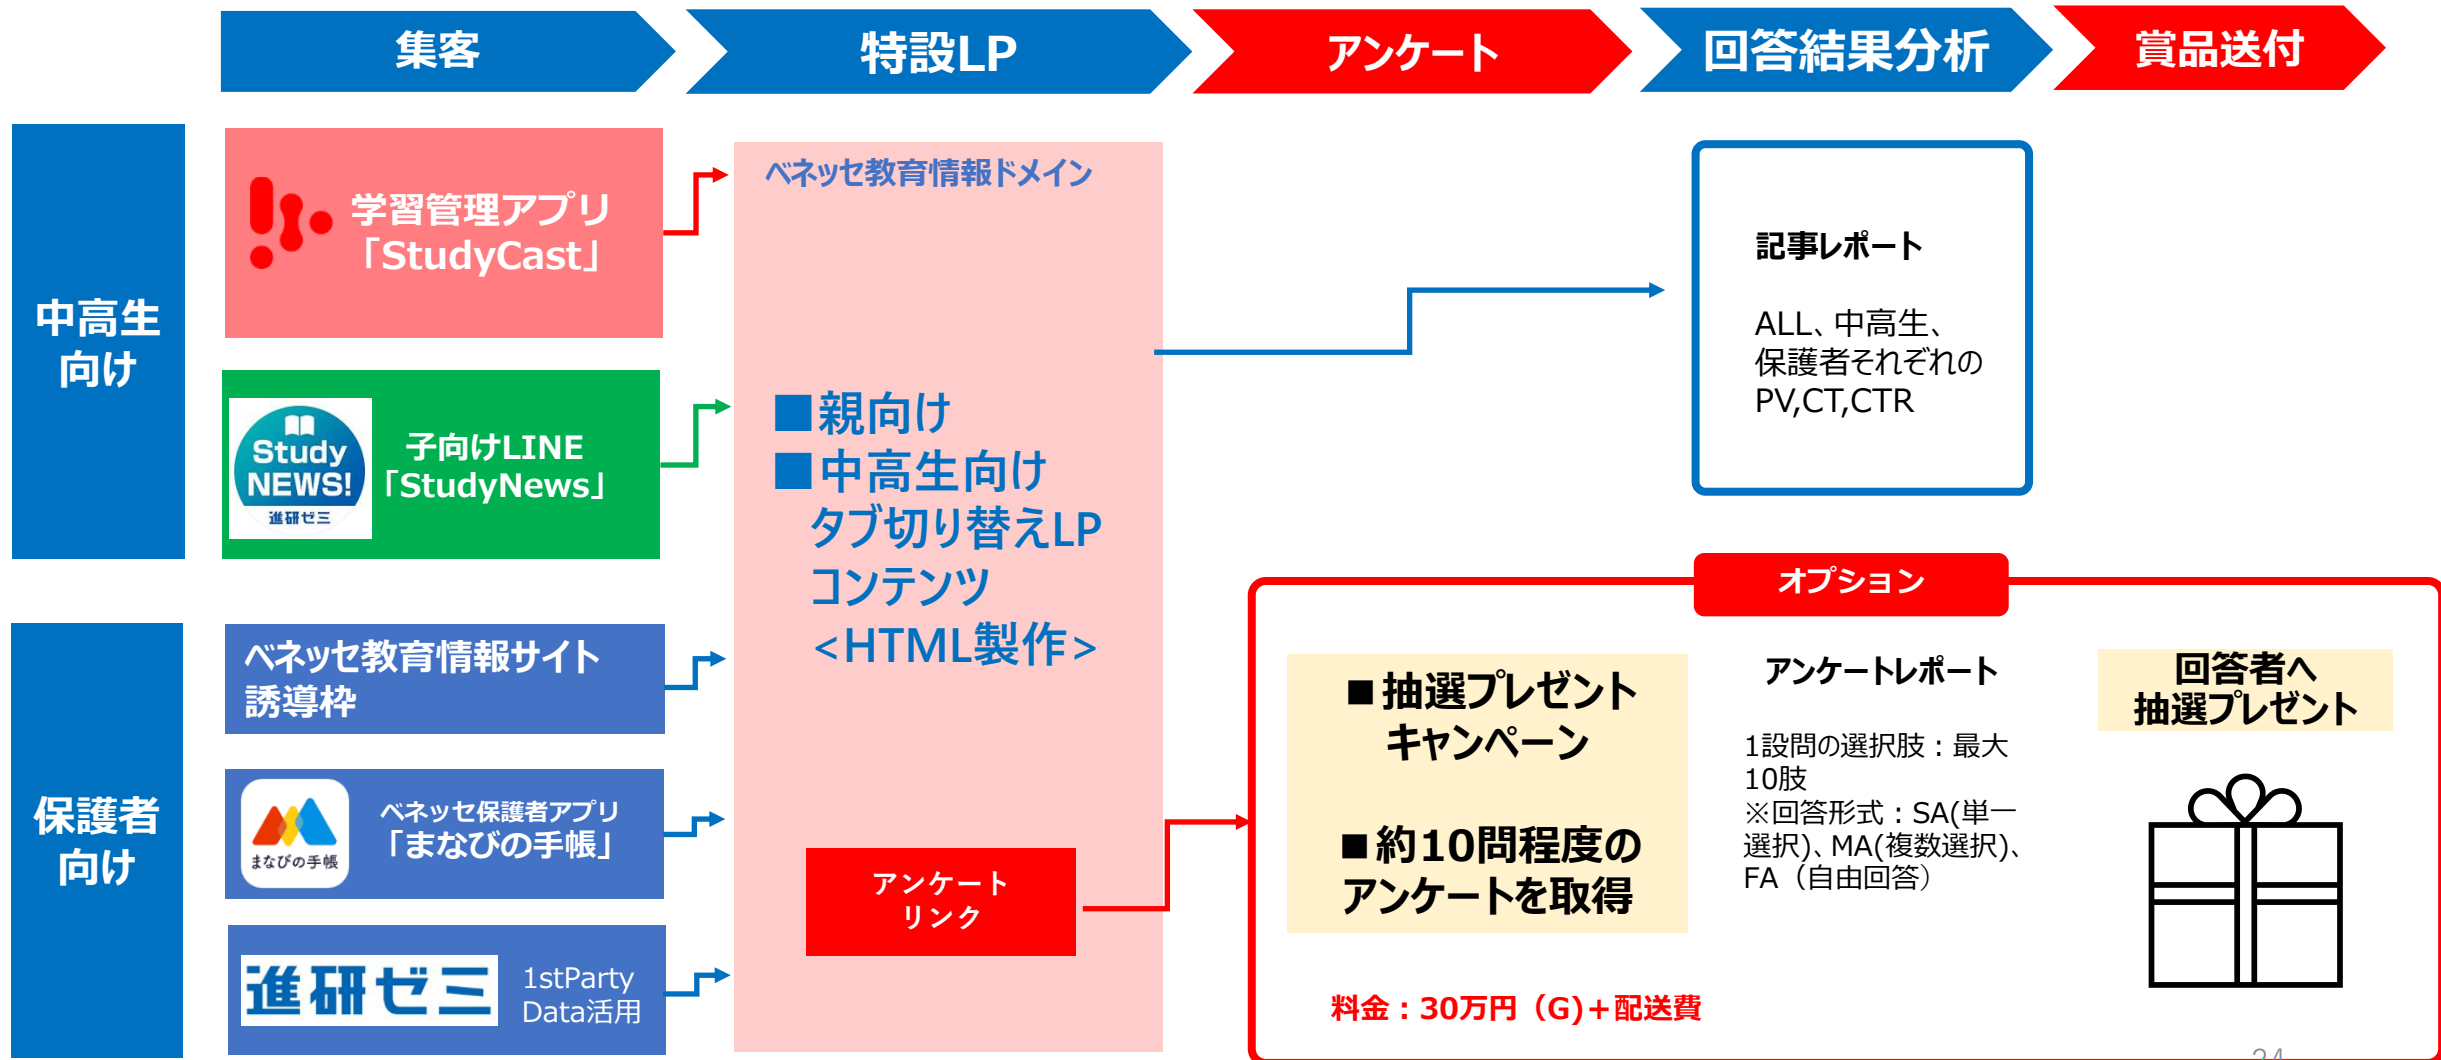 集客
特設LP
アンケート
回答結果分析
賞品送付
中高生
向け
学習管理アプリ
「StudyCast」
Study
NEWS!
進研ゼミ
子向けLINE
「StudyNews」
保護者
向け
ベネッセ教育情報サイト
誘導枠
まなびの手帳
ベネッセ保護者アプリ
「まなびの手帳」
進研ゼミ
1stParty
Data活用
ベネッセ教育情報ドメイン
■親向け
■中高生向け
タブ切り替えLP
コンテンツ
<HTML製作>
アンケート
リンク
記事レポート
ALL、中高生、
保護者それぞれの
PV,CT,CTR
オプション
■抽選プレゼント
キャンペーン
■約10問程度の
アンケートを取得
料金：30万円（G)＋配送費
アンケートレポート
1設問の選択肢：最大
10肢
※回答形式：SA(単一
選択)、MA(複数選択)、
FA（自由回答）
回答者へ
抽選プレゼント